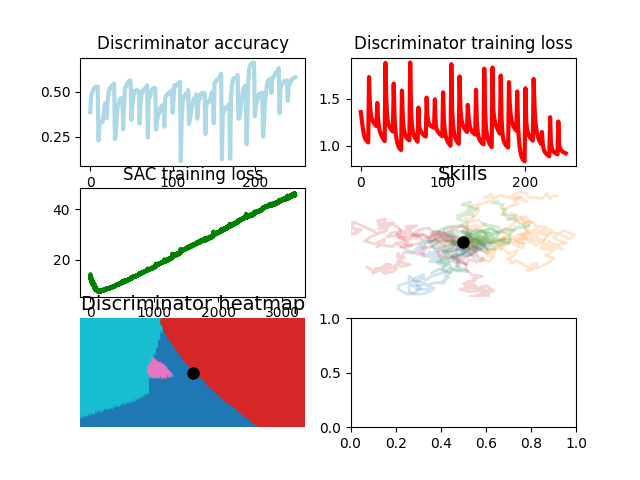 Discriminator accuracy
0.50
0.25
0 100 200
Discriminator training loss
1.5
1.0
0 100 200
SAC training loss
40
20
0 1000 2000 3000
Skills
Discriminator heatmap
1.0
0.5
0.0
0.0 0.2 0.4 0.6 0.8 1.0